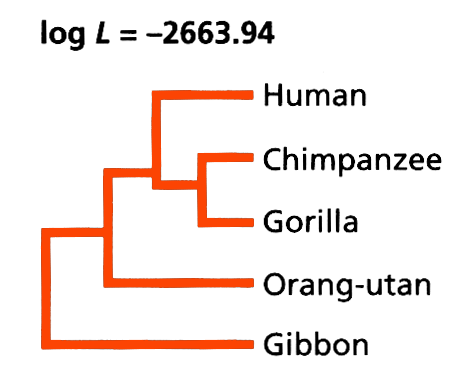 log L = –2663.94
Human
Chimpanzee
Gorilla
Orang-utan
Gibbon